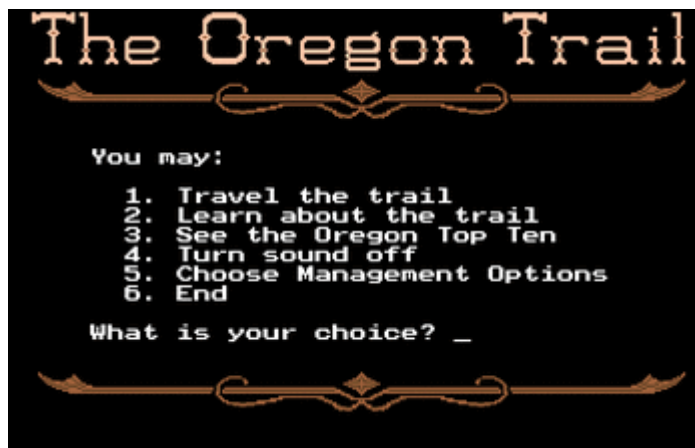 The Oregon Trail
You may:
1. Travel the trail
2. Learn about the trail
3. See the Oregon Top Ten
4. Turn sound off
5. Choose Management Options
6. End
What is your choice? _